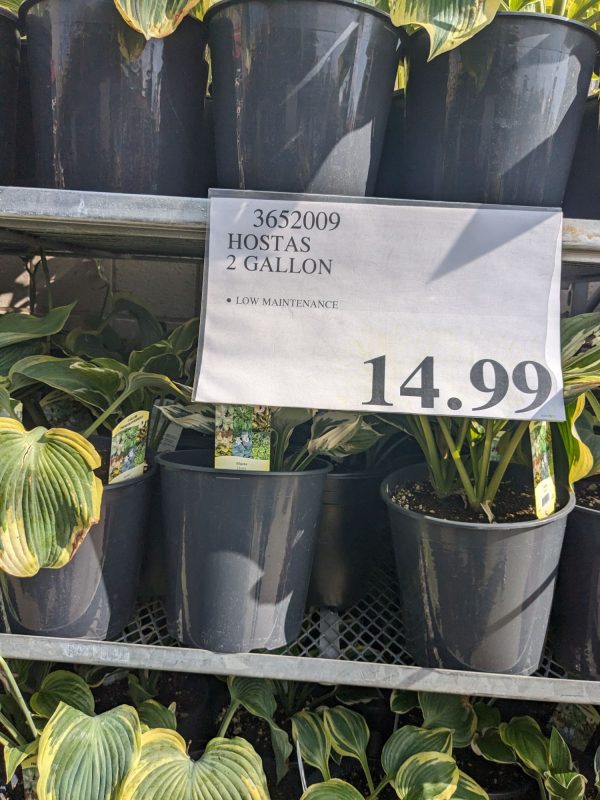 3652009
HOSTAS
2 GALLON
• LOW MAINTENANCE
14.99